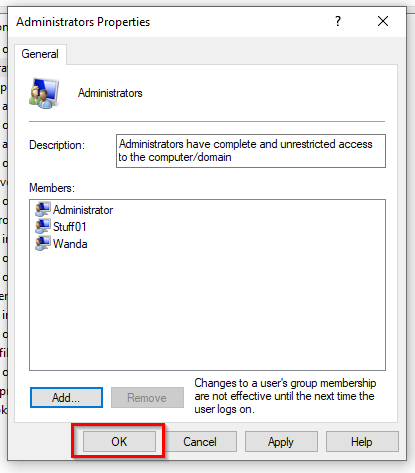 Administrators Properties
?
General
Administrators
Description:
Administrators have complete and unrestricted access
to the computer/domain
Members:
Administrator
Stuff01
Wanda
Add...
Remove
Changes to a user's group membership
are not effective until the next time the
user logs on.
OK
Cancel
Apply
Help